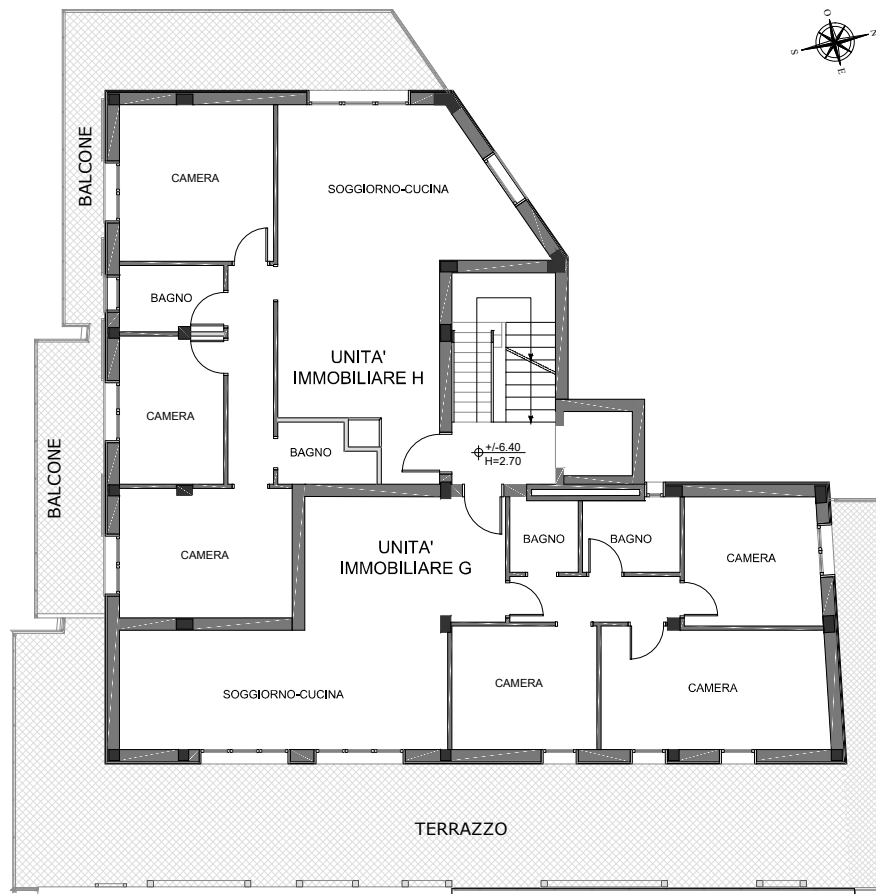 O
N
S
E
BALCONE
CAMERA
SOGGIORNO-CUCINA
BAGNO
UNITA'
IMMOBILIARE H
CAMERA
BAGNO
+/-6.40
H=2.70
BALCONE
CAMERA
UNITA'
IMMOBILIARE G
BAGNO
BAGNO
CAMERA
SOGGIORNO-CUCINA
CAMERA
CAMERA
TERRAZZO